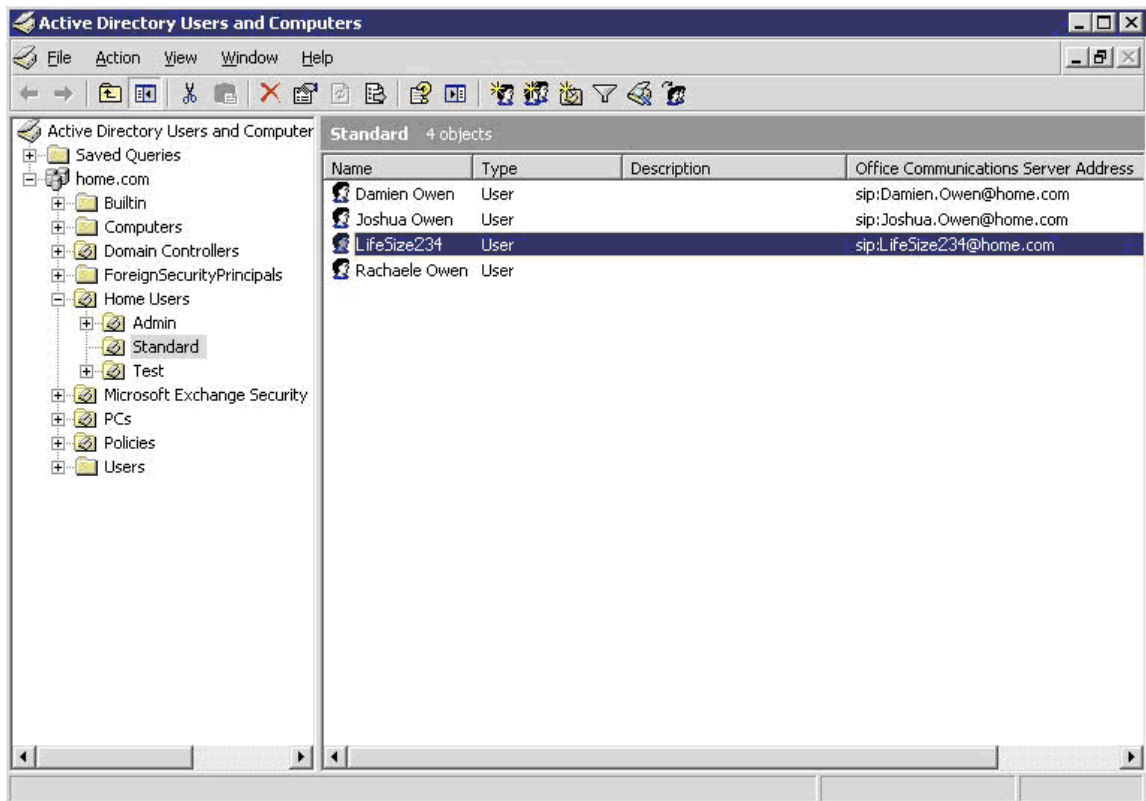 Active Directory Users and Computers
File Action View Window Help
Active Directory Users and Computer
Saved Queries
home.com
Builtin
Computers
Domain Controllers
ForeignSecurityPrincipals
Home Users
Admin
Standard
Test
Microsoft Exchange Security
PCs
Policies
Users
Standard 4 objects
Name Type Description Office Communications Server Address
Damien Owen User sip:Damien.Owen@home.com
Joshua Owen User sip:Joshua.Owen@home.com
LifeSize234 User sip:LifeSize234@home.com
Rachaele Owen User